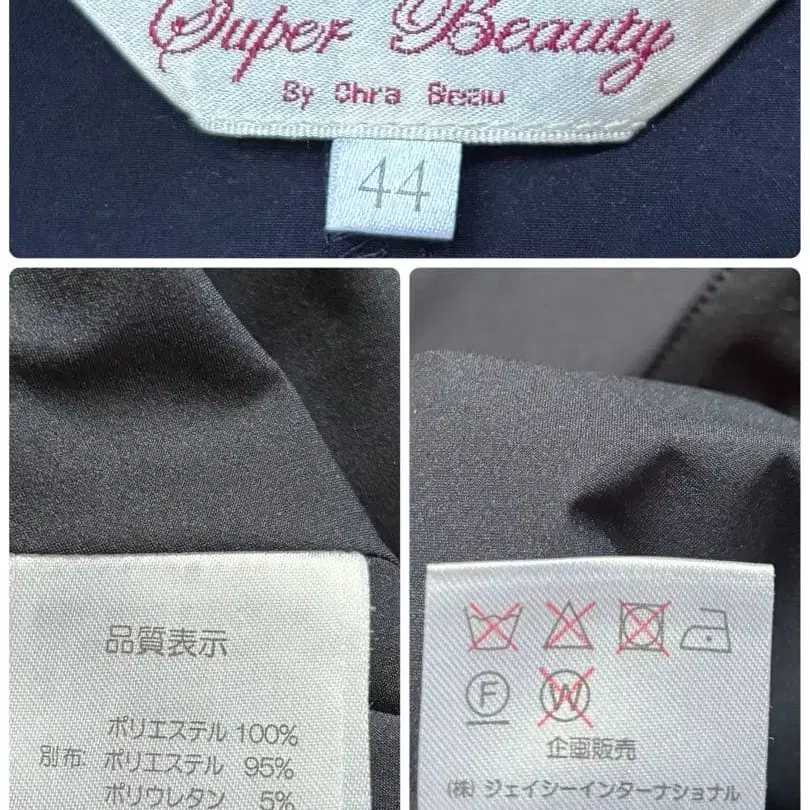 Super Beauty
By Chra Beau
44
品質表示
ポリエステル 100%
別布 ポリエステル 95%
ポリウレタン 5%
F
W
企画販売
(株) ジェイシーインターナショナル